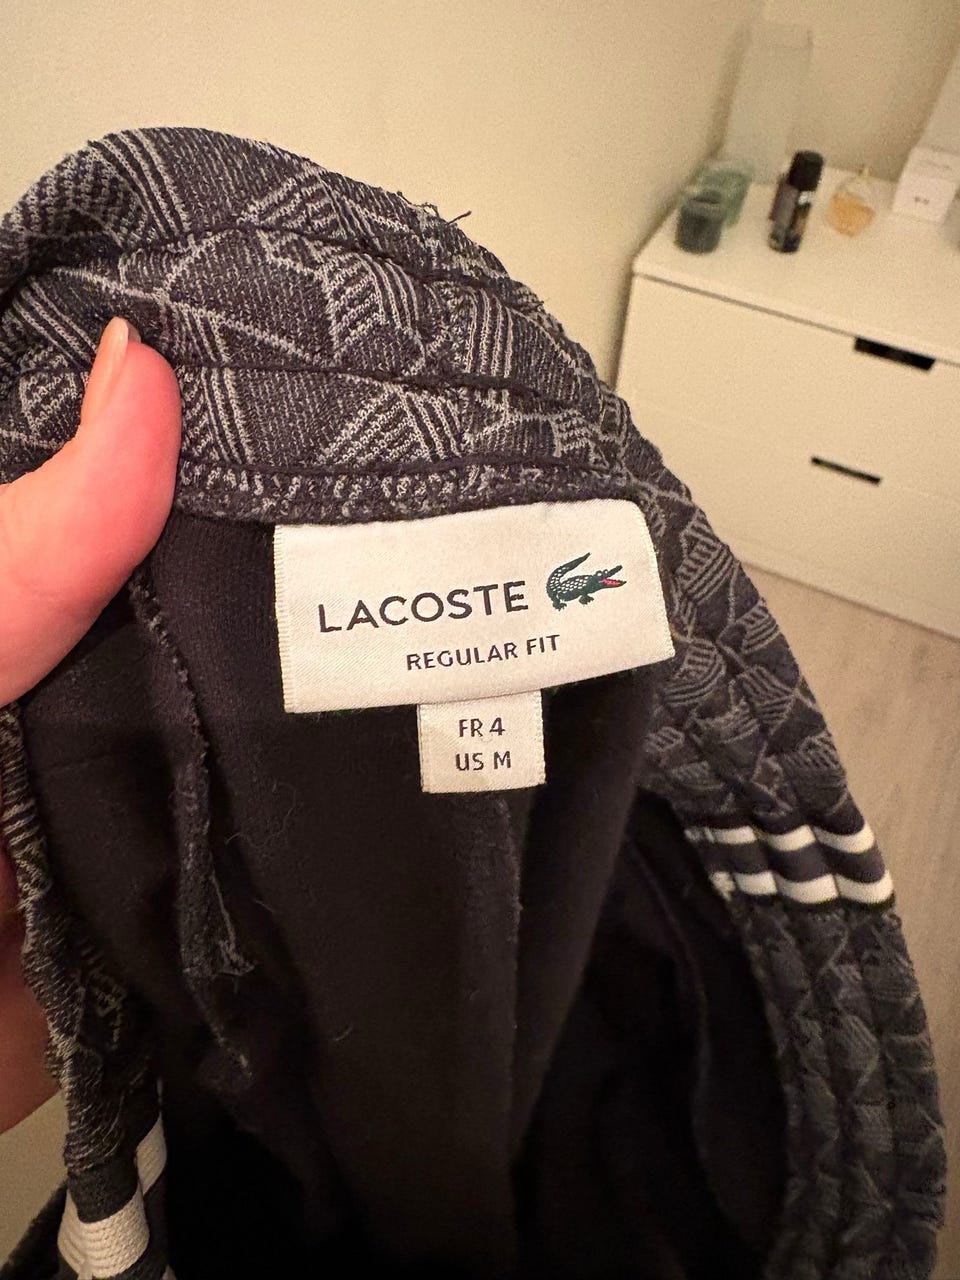 LACOSTE
REGULAR FIT
FR 4
US M